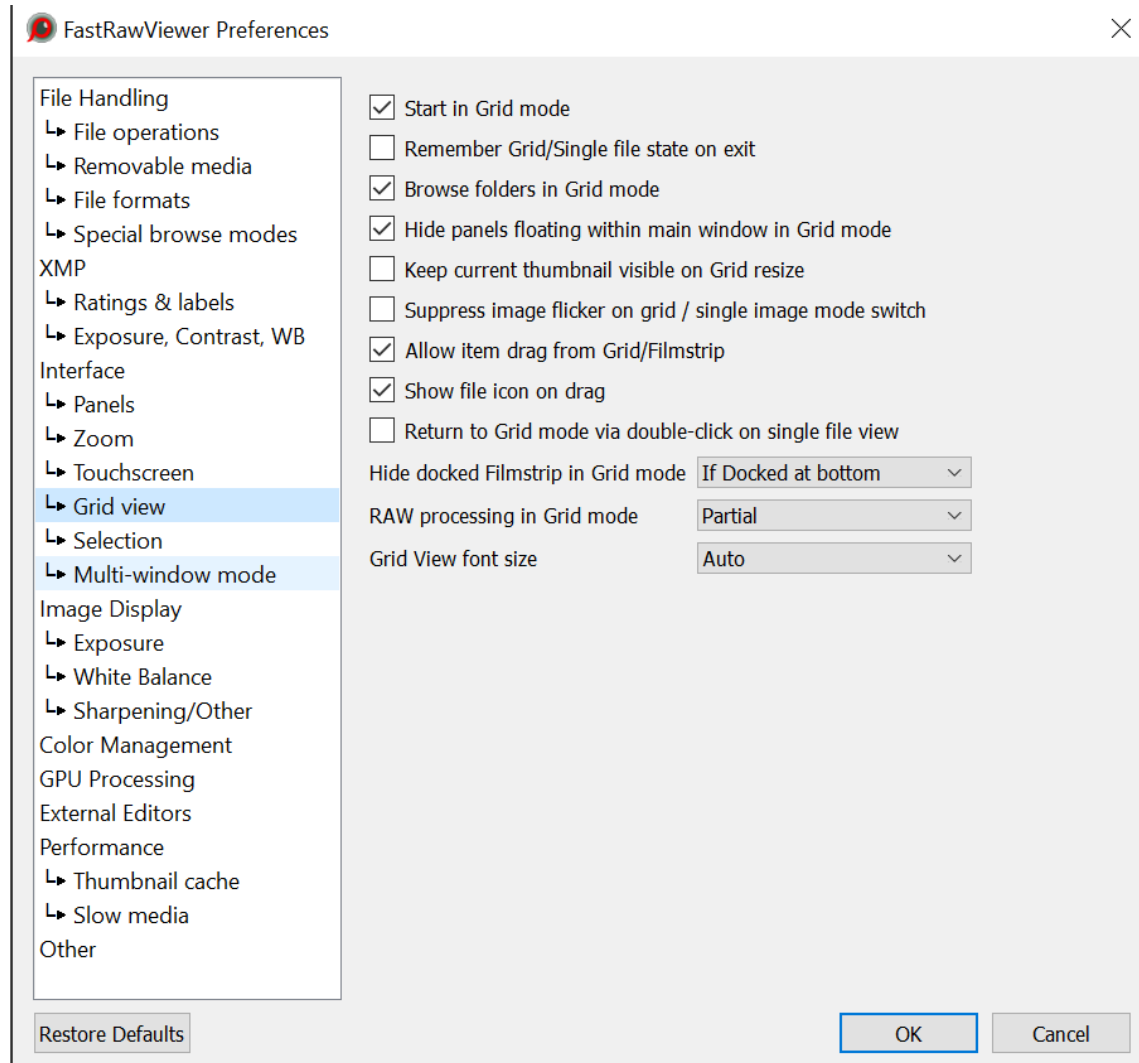 FastRawViewer Preferences
File Handling
File operations
Removable media
File formats
Special browse modes
XMP
Ratings & labels
Exposure, Contrast, WB
Interface
Panels
Zoom
Touchscreen
Grid view
Selection
Multi-window mode
Image Display
Exposure
White Balance
Sharpening/Other
Color Management
GPU Processing
External Editors
Performance
Thumbnail cache
Slow media
Other
Start in Grid mode
Remember Grid/Single file state on exit
Browse folders in Grid mode
Hide panels floating within main window in Grid mode
Keep current thumbnail visible on Grid resize
Suppress image flicker on grid / single image mode switch
Allow item drag from Grid/Filmstrip
Show file icon on drag
Return to Grid mode via double-click on single file view
Hide docked Filmstrip in Grid mode If Docked at bottom
RAW processing in Grid mode Partial
Grid View font size Auto
Restore Defaults OK Cancel